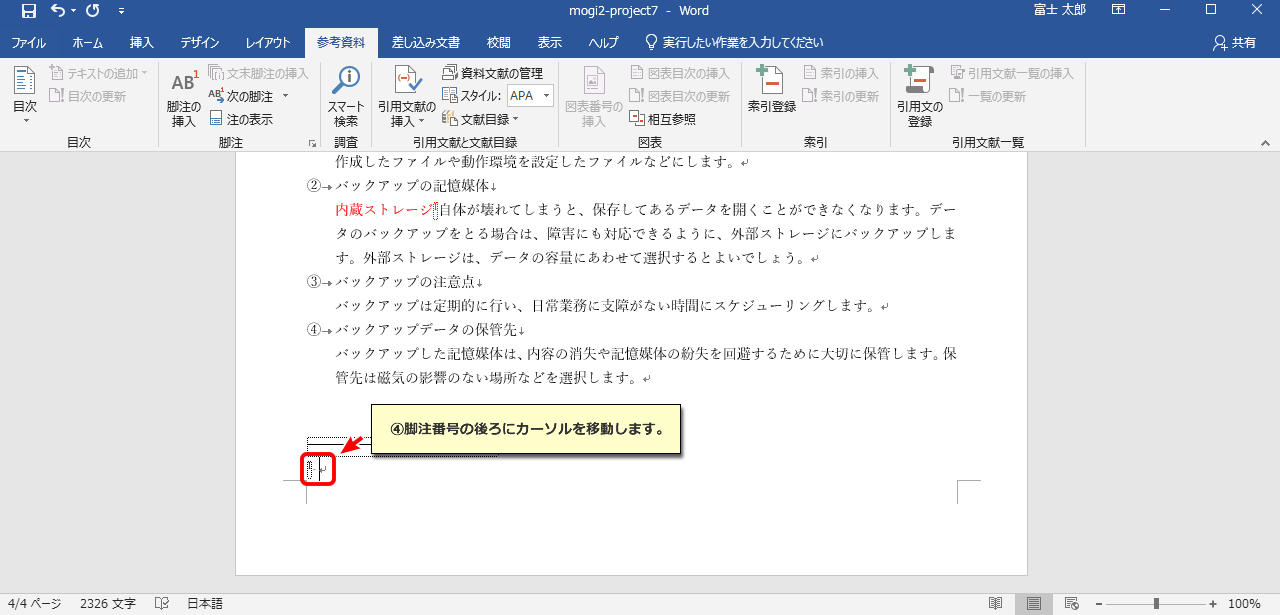 mogi2-project7 - Word
富士 太郎
ファイル ホーム 挿入 デザイン レイアウト 参考資料 差し込み文書 校閲 表示 ヘルプ 実行したい作業を入力してください 共有
目次
テキストの追加
目次の更新
目次
AB1
脚注の挿入
文末脚注の挿入
次の脚注
注の表示
脚注
スマート検索
調査
引用文献の挿入
資料文献の管理
スタイル: APA
文献目録
引用文献と文献目録
図表番号の挿入
図表目次の挿入
図表目次の更新
相互参照
図表
索引登録
索引の挿入
索引の更新
索引
引用文の登録
引用文献一覧の挿入
一覧の更新
引用文献一覧
作成したファイルや動作環境を設定したファイルなどにします。
②バックアップの記憶媒体
内蔵ストレージ自体が壊れてしまうと、保存してあるデータを開くことができなくなります。デー
タのバックアップをとる場合は、障害にも対応できるように、外部ストレージにバックアップしま
す。外部ストレージは、データの容量にあわせて選択するとよいでしょう。
③バックアップの注意点
バックアップは定期的に行い、日常業務に支障がない時間にスケジューリングします。
④バックアップデータの保管先
バックアップした記憶媒体は、内容の消失や記憶媒体の紛失を回避するために大切に保管します。保
管先は磁気の影響のない場所などを選択します。
④脚注番号の後ろにカーソルを移動します。
4/4 ページ 2326 文字 日本語 100%